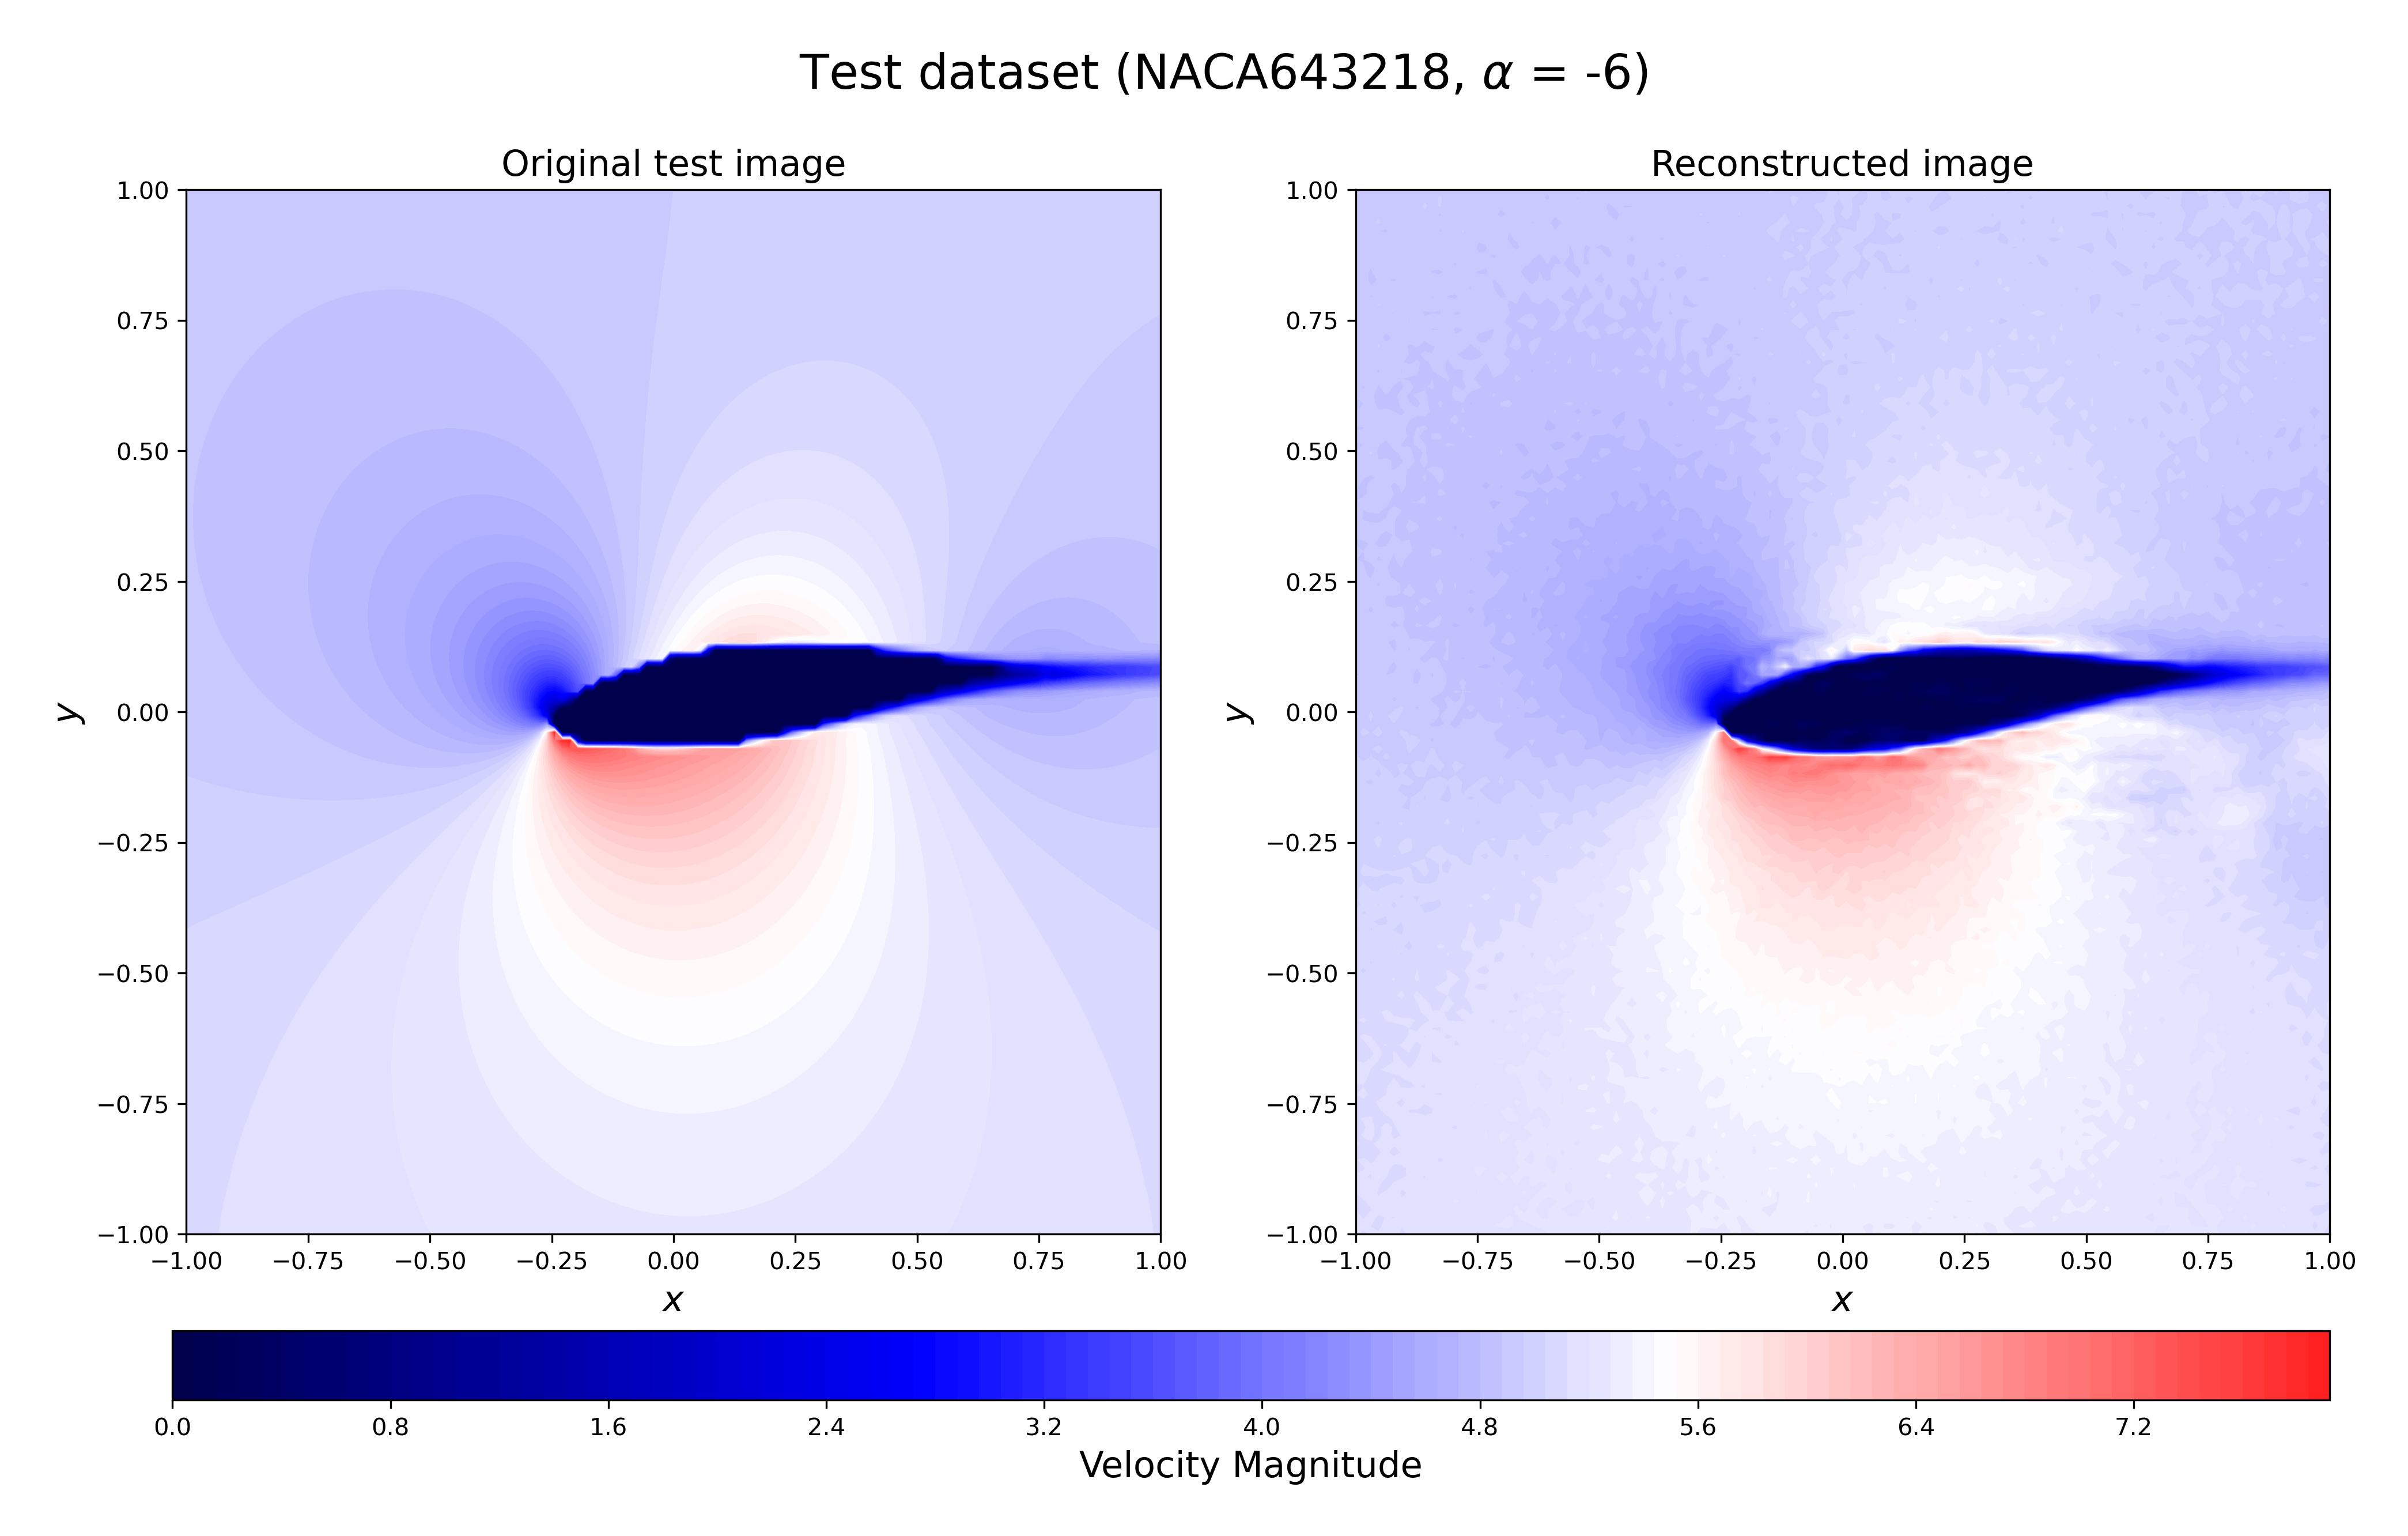 Test dataset (NACA643218, α = -6)
Original test image
Reconstructed image
1.00
0.75
0.50
0.25
0.00
−0.25
−0.50
−0.75
−1.00
y
−1.00 −0.75 −0.50 −0.25 0.00 0.25 0.50 0.75 1.00
x
1.00
0.75
0.50
0.25
0.00
−0.25
−0.50
−0.75
−1.00
y
−1.00 −0.75 −0.50 −0.25 0.00 0.25 0.50 0.75 1.00
x
0.0 0.8 1.6 2.4 3.2 4.0 4.8 5.6 6.4 7.2
Velocity Magnitude